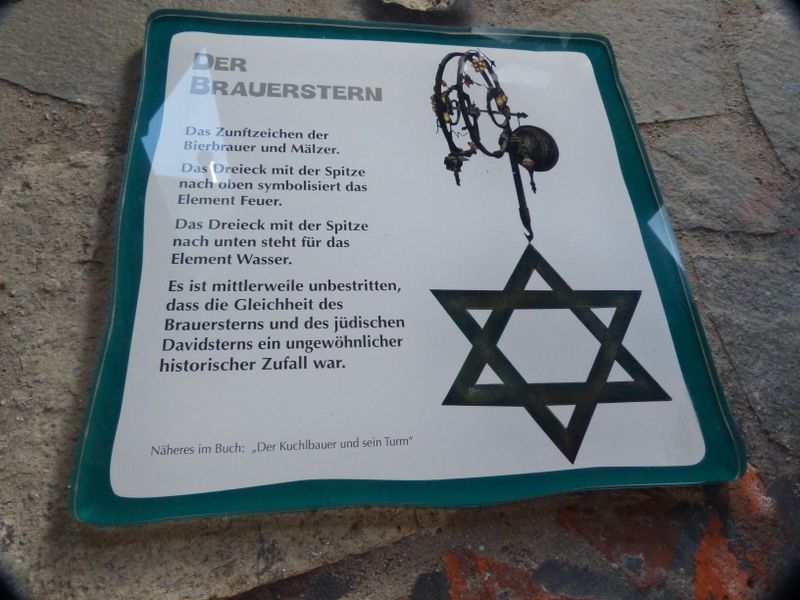 DER
BRAUERSTERN
Das Zunftzeichen der
Bierbrauer und Mälzer.
Das Dreieck mit der Spitze
nach oben symbolisiert das
Element Feuer.
Das Dreieck mit der Spitze
nach unten steht für das
Element Wasser.
Es ist mittlerweile unbestritten,
dass die Gleichheit des
Brauersterns und des jüdischen
Davidsterns ein ungewöhnlicher
historischer Zufall war.
Näheres im Buch: „Der Kuchlbauer und sein Turm“